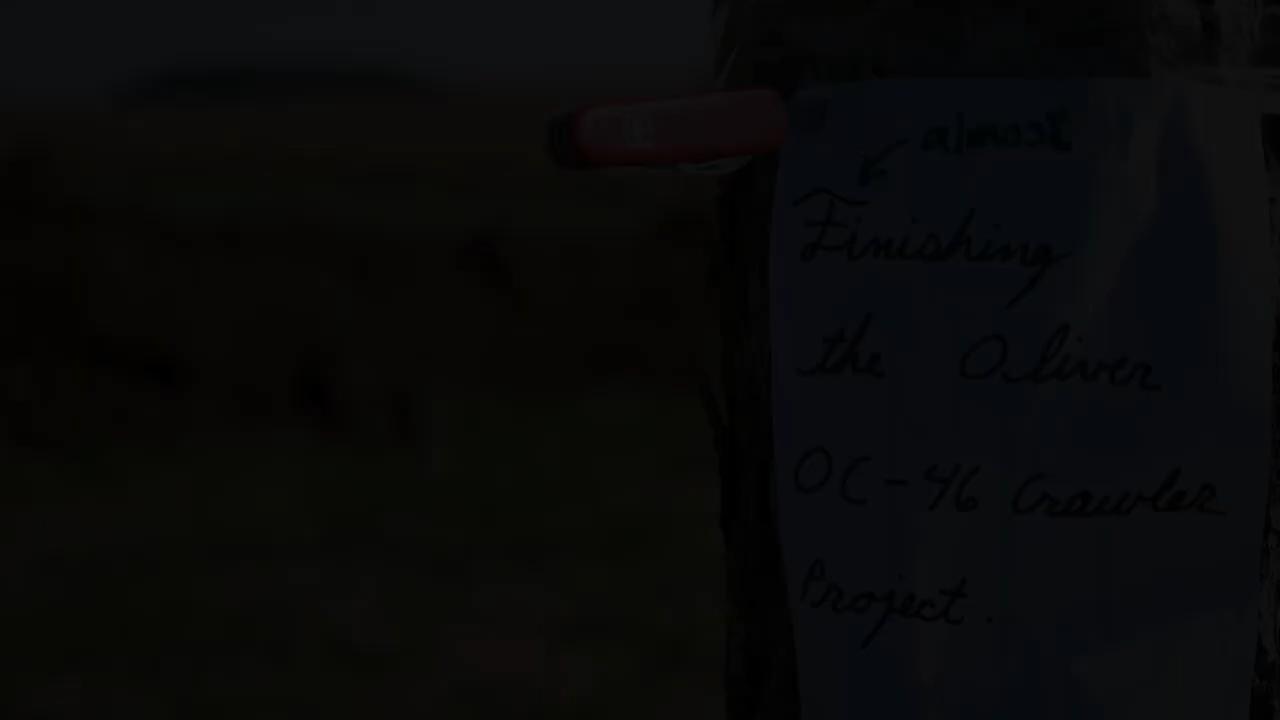 almost
Finishing
the Oliver
OC-46 Crawler
Project.